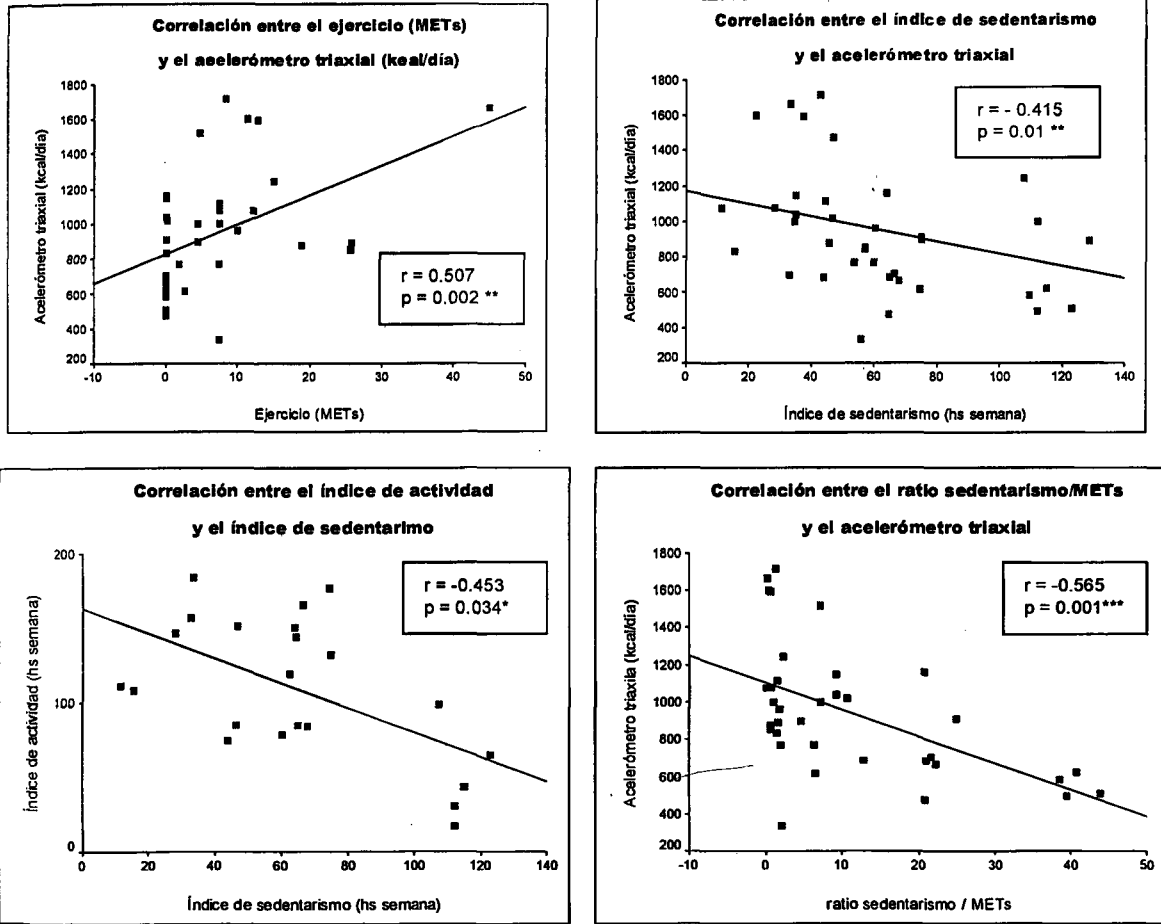 Correlación entre el ejercicio (METs)
y el aeelerómetro triaxial (keal/día)
Acelerómetro triaxial (kcal/día)
1800
1600
1400
1200
1000
800
600
400
200
r = 0.507
p = 0.002 **
-10 0 10 20 30 40 50
Ejercicio (METs)
Correlación entre el índice de sedentarismo
y el acelerómetro triaxial
Acelerómetro triaxial (kcal/día)
1800
1600
1400
1200
1000
800
600
400
200
r = - 0.415
p = 0.01 **
0 20 40 60 80 100 120 140
Índice de sedentarismo (hs semana)
Correlación entre el índice de actividad
y el índice de sedentarimo
Índice de actividad (hs semana)
200
100
0
r = -0.453
p = 0.034*
0 20 40 60 80 100 120 140
Índice de sedentarismo (hs semana)
Correlación entre el ratio sedentarismo/METs
y el acelerómetro triaxial
Acelerómetro triaxila (kcal/día)
1800
1600
1400
1200
1000
800
600
400
200
r = -0.565
p = 0.001***
-10 0 10 20 30 40 50
ratio sedentarismo / METs